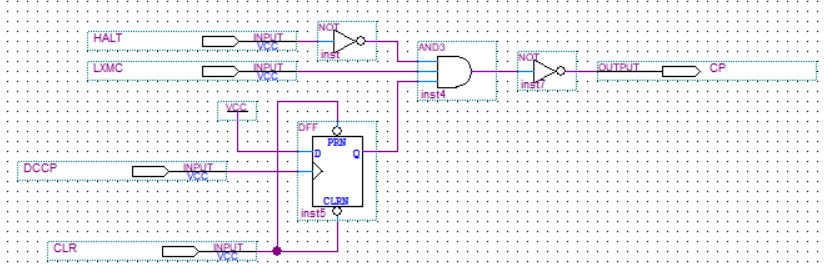 HALT
INPUT
VCC
NOT
inst
LXMC
INPUT
VCC
AND3
inst4
NOT
inst7
OUTPUT
CP
VCC
DFF
PRN
D
Q
CLRN
inst5
DCCP
INPUT
VCC
CLR
INPUT
VCC